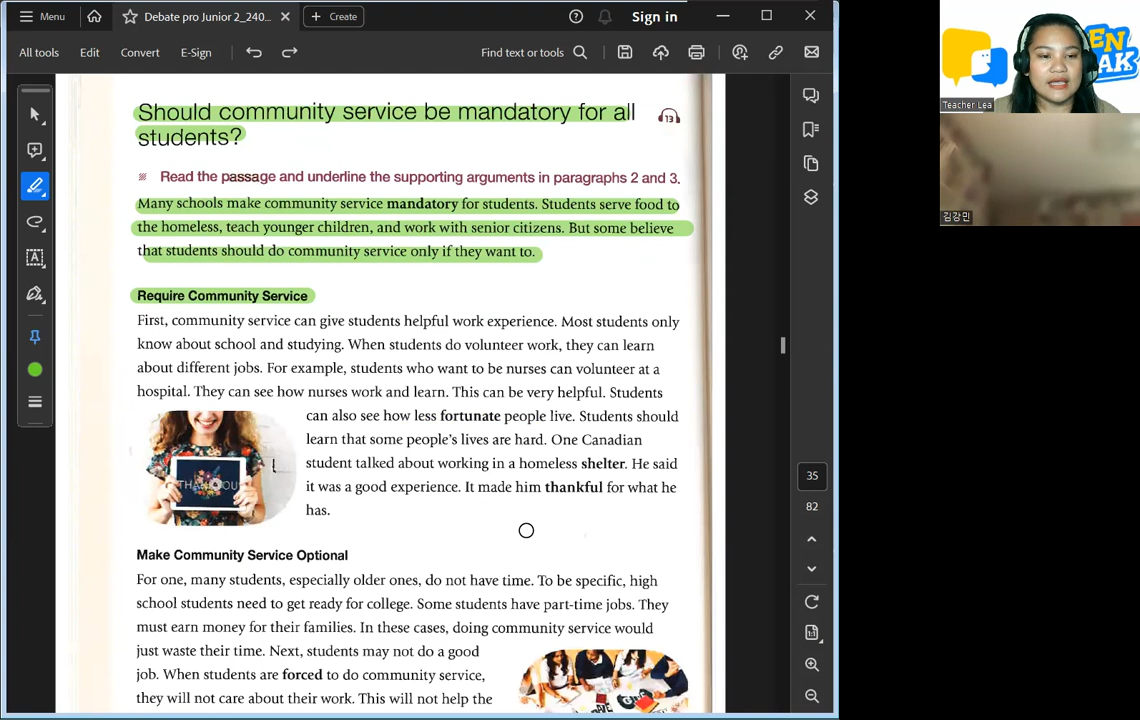 Menu
Debate pro Junior 2_240...
Create
Sign in
All tools
Edit
Convert
E-Sign
Find text or tools
Should community service be mandatory for all
students?
13
Read the passage and underline the supporting arguments in paragraphs 2 and 3.
Many schools make community service mandatory for students. Students serve food to
the homeless, teach younger children, and work with senior citizens. But some believe
that students should do community service only if they want to.
Require Community Service
First, community service can give students helpful work experience. Most students only
know about school and studying. When students do volunteer work, they can learn
about different jobs. For example, students who want to be nurses can volunteer at a
hospital. They can see how nurses work and learn. This can be very helpful. Students
can also see how less fortunate people live. Students should
learn that some people's lives are hard. One Canadian
student talked about working in a homeless shelter. He said
it was a good experience. It made him thankful for what he
has.
THANK YOU
Make Community Service Optional
For one, many students, especially older ones, do not have time. To be specific, high
school students need to get ready for college. Some students have part-time jobs. They
must earn money for their families. In these cases, doing community service would
just waste their time. Next, students may not do a good
job. When students are forced to do community service,
they will not care about their work. This will not help the
35
82
EN
AK
Teacher Lea
김강민